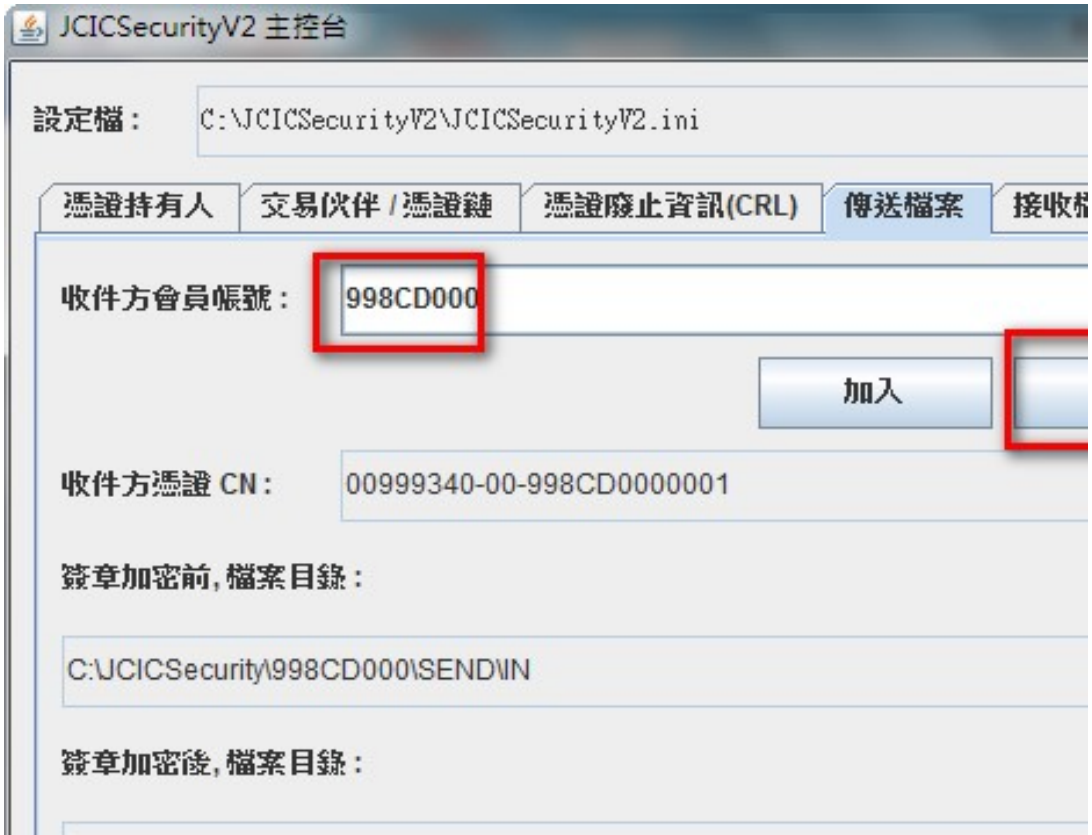 JCICSecurityV2 主控台
設定檔： C:\JCICSecurityV2\JCICSecurityV2.ini
憑證持有人 交易伙伴 / 憑證鏈 憑證廢止資訊(CRL) 傳送檔案 接收檔
收件方會員帳號： 998CD000
加入
收件方憑證 CN： 00999340-00-998CD0000001
簽章加密前, 檔案目錄：
C:\JCICSecurity\998CD000\SEND\IN
簽章加密後, 檔案目錄：